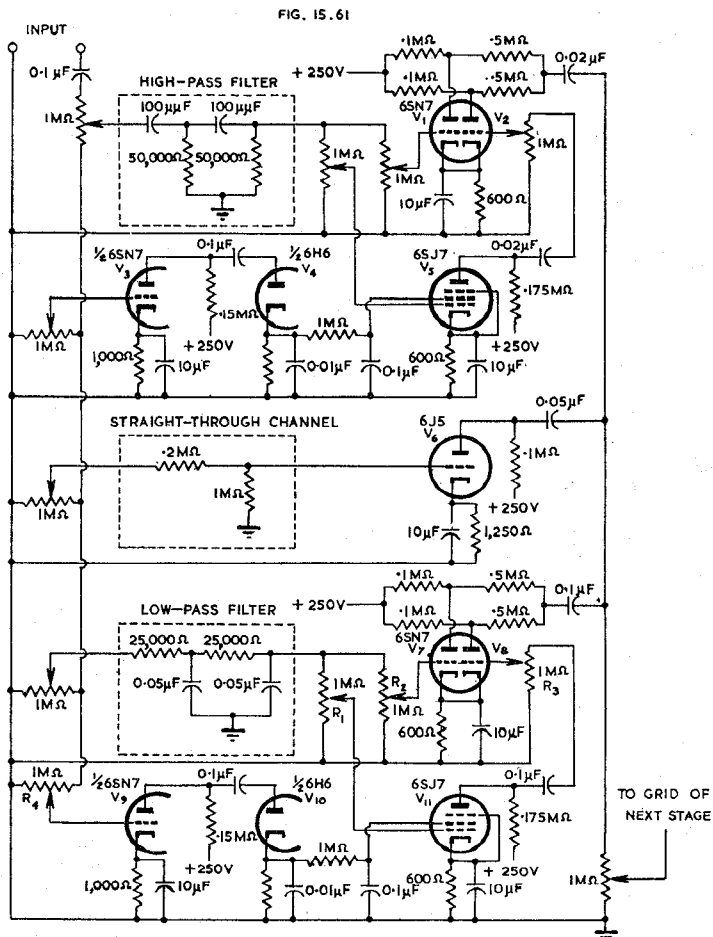 FIG. 15.61
INPUT
0·1μF
1MΩ
HIGH-PASS FILTER
100μμF 100μμF
50,000Ω 50,000Ω
+250V
·1MΩ ·5MΩ
·1MΩ ·5MΩ
0·02μF
6SN7
V1 V2
1MΩ
1MΩ
1MΩ
10μF
600Ω
½6SN7
V3
0·1μF
½6H6
V4
6SJ7
V5
0·02μF
·15MΩ
·175MΩ
1MΩ
1MΩ
+250V
1,000Ω
10μF
0·01μF
0·1μF
600Ω
+250V
10μF
STRAIGHT-THROUGH CHANNEL
·2MΩ
1MΩ
1MΩ
6J5
V6
0·05μF
·1MΩ
+250V
10μF
1,250Ω
LOW-PASS FILTER
25,000Ω 25,000Ω
0·05μF 0·05μF
1MΩ
+250V
·1MΩ ·5MΩ
·1MΩ ·5MΩ
0·1μF
6SN7
V7 V8
1MΩ
R1
R2
1MΩ
1MΩ
R3
600Ω
10μF
1MΩ
R4
½6SN7
V9
0·1μF
½6H6
V10
6SJ7
V11
0·1μF
·15MΩ
·175MΩ
1MΩ
+250V
1,000Ω
10μF
0·01μF
0·1μF
600Ω
+ 250V
10μF
TO GRID OF
NEXT STAGE
1MΩ